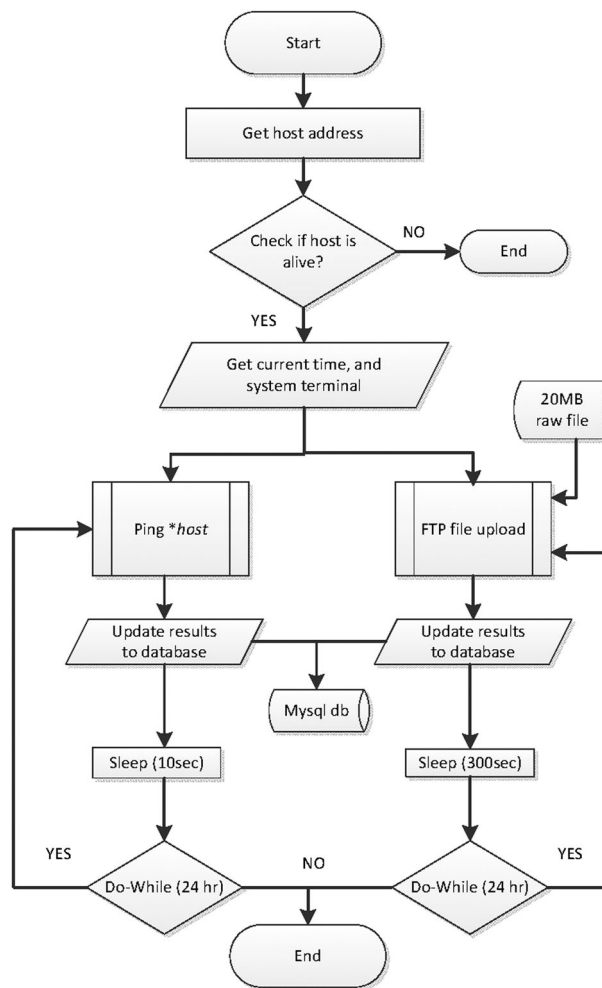 Start
Get host address
Check if host is
alive?
NO
End
YES
Get current time, and
system terminal
20MB
raw file
Ping *host
FTP file upload
Update results
to database
Update results
to database
Mysql db
Sleep (10sec)
Sleep (300sec)
YES
NO
YES
Do-While (24 hr)
Do-While (24 hr)
End